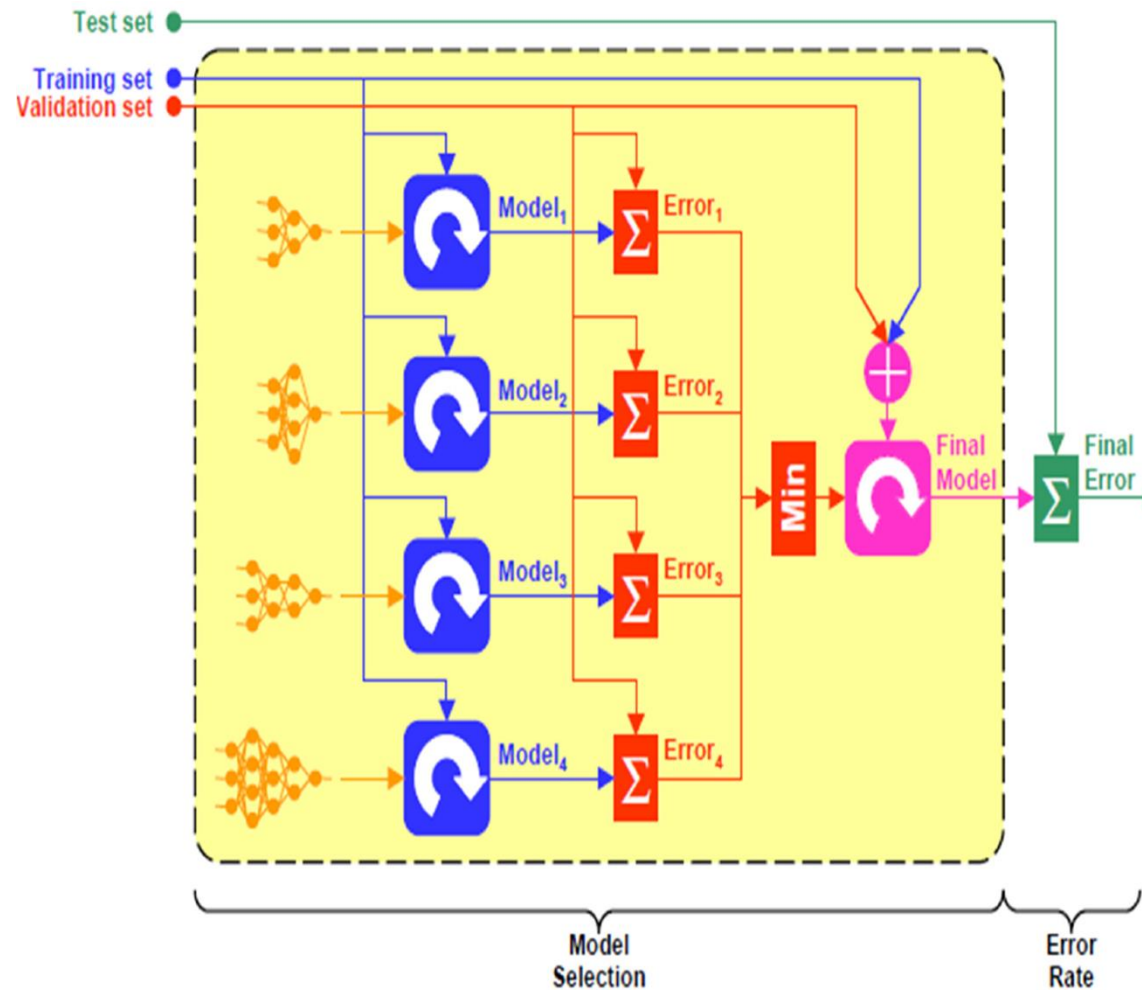 Test set
Training set
Validation set
Model₁
Error₁
Σ
Model₂
Error₂
Σ
Model₃
Error₃
Σ
Model₄
Error₄
Σ
Min
+
Final
Model
Σ
Final
Error
Model
Selection
Error
Rate